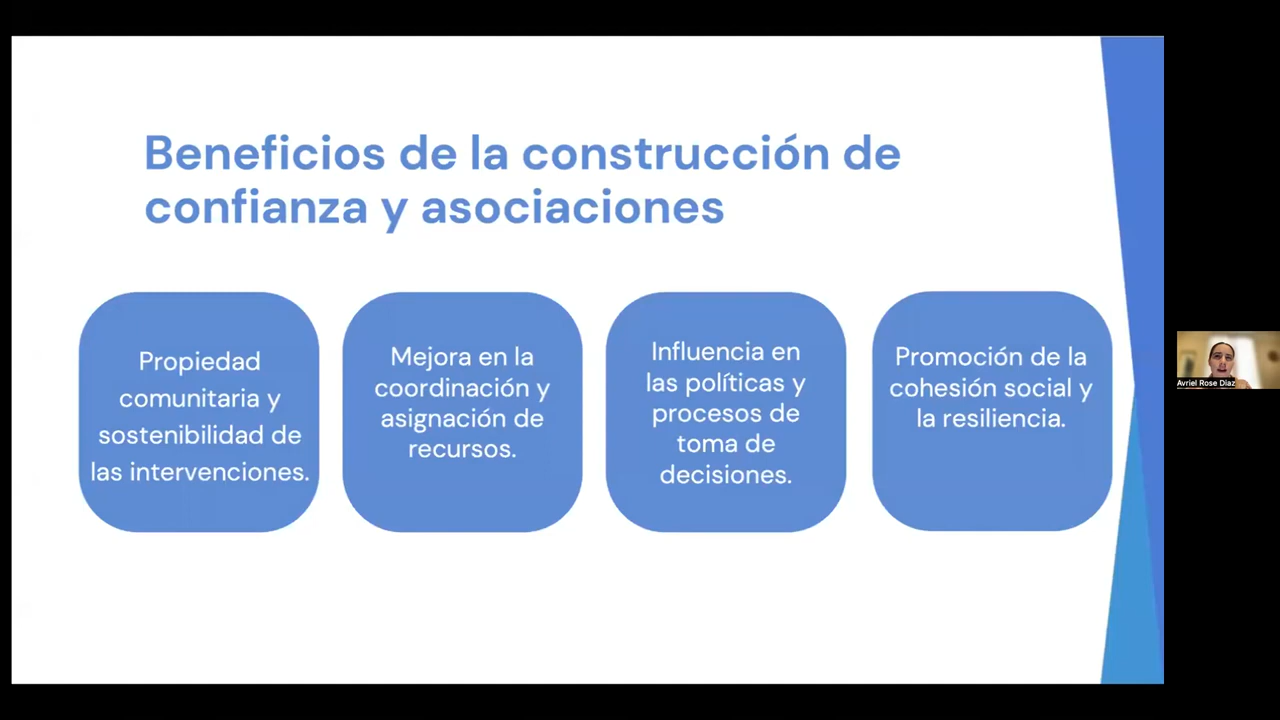 Beneficios de la construcción de
confianza y asociaciones
Propiedad
comunitaria y
sostenibilidad de
las intervenciones.
Mejora en la
coordinación y
asignación de
recursos.
Influencia en
las políticas y
procesos de
toma de
decisiones.
Promoción de la
cohesión social y
la resiliencia.
Avriel Rose Diaz